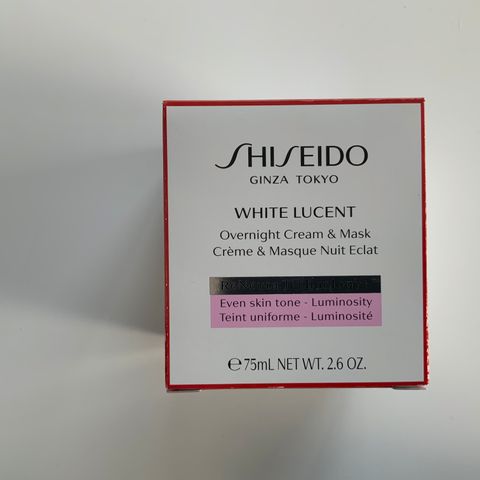 SHISEIDO
GINZA TOKYO
WHITE LUCENT
Overnight Cream & Mask
Crème & Masque Nuit Eclat
Even skin tone - Luminosity
Teint uniforme - Luminosité
℮ 75mL NET WT. 2.6 OZ.